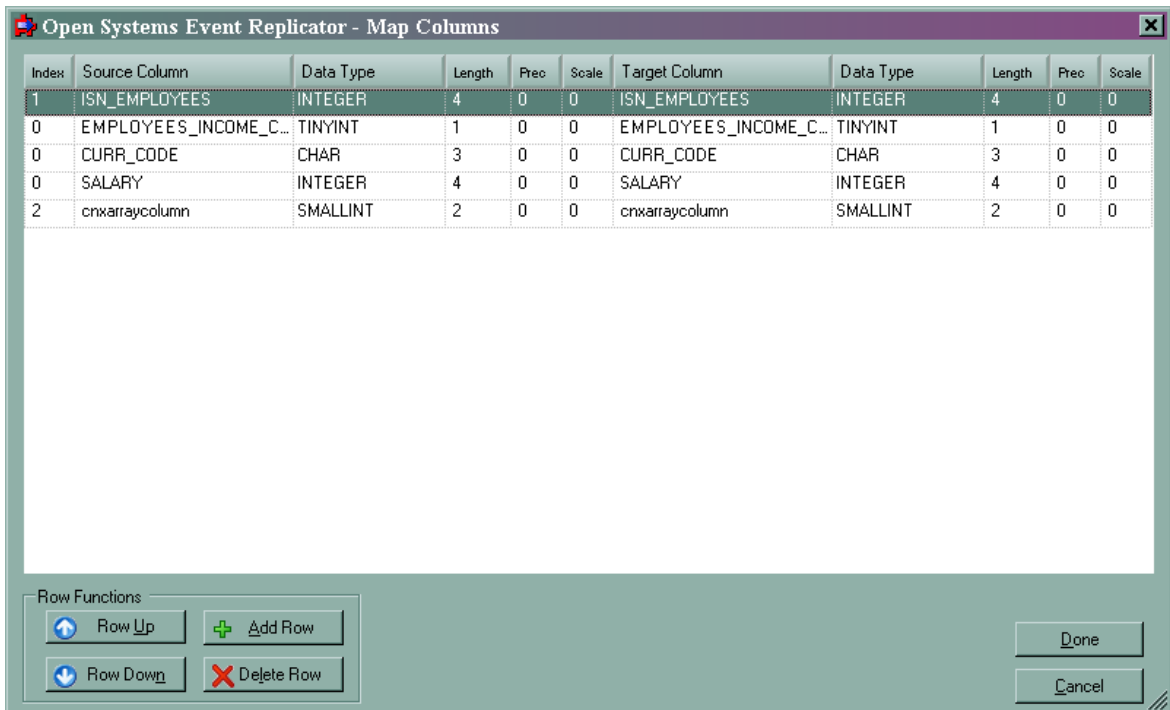 Open Systems Event Replicator - Map Columns
Index Source Column Data Type Length Prec Scale Target Column Data Type Length Prec Scale
1 ISN_EMPLOYEES INTEGER 4 0 0 ISN_EMPLOYEES INTEGER 4 0 0
0 EMPLOYEES_INCOME_C... TINYINT 1 0 0 EMPLOYEES_INCOME_C... TINYINT 1 0 0
0 CURR_CODE CHAR 3 0 0 CURR_CODE CHAR 3 0 0
0 SALARY INTEGER 4 0 0 SALARY INTEGER 4 0 0
2 cnxarraycolumn SMALLINT 2 0 0 cnxarraycolumn SMALLINT 2 0 0
Row Functions
Row Up Add Row
Row Down Delete Row
Done
Cancel